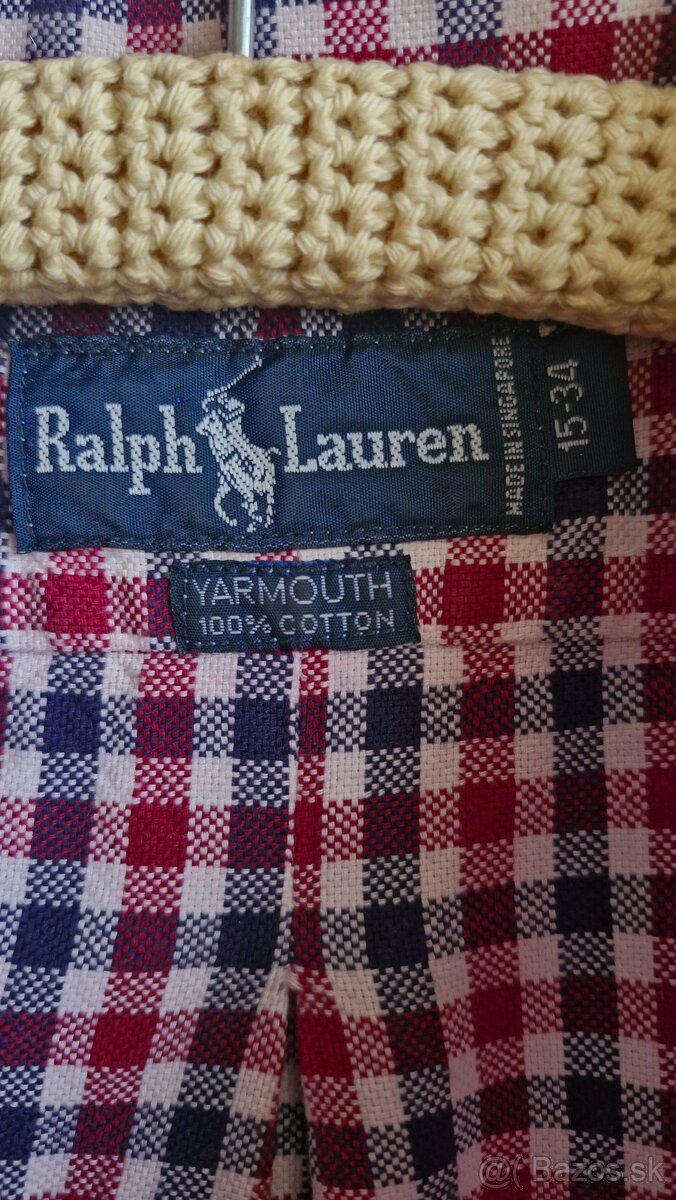 Ralph Lauren
MADE IN SINGAPORE
15-34
YARMOUTH
100% COTTON
@( Bazos.sk